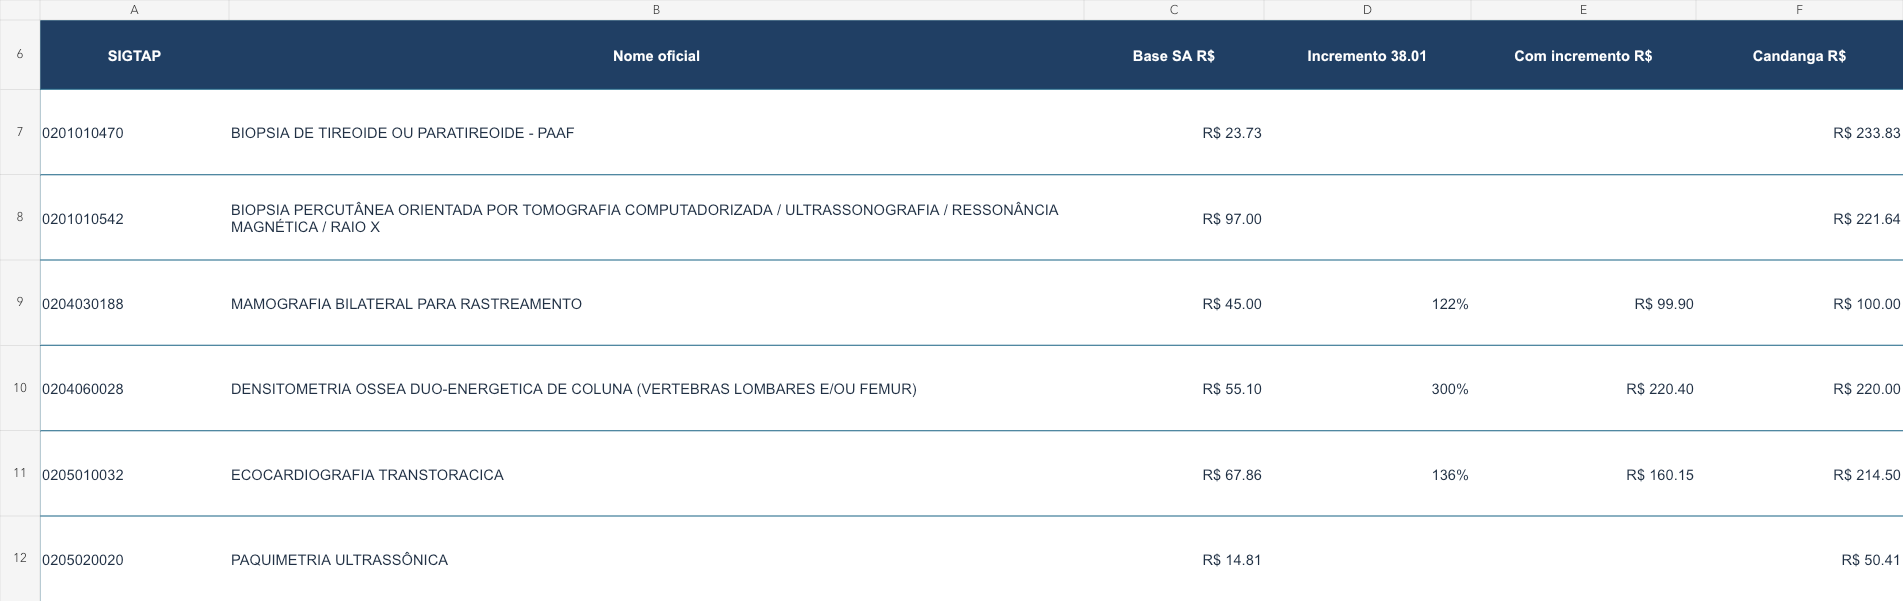 A B C D E F
6 SIGTAP Nome oficial Base SA R$ Incremento 38.01 Com incremento R$ Candanga R$
7 0201010470 BIOPSIA DE TIREOIDE OU PARATIREOIDE - PAAF R$ 23.73 R$ 233.83
8 0201010542 BIOPSIA PERCUTÂNEA ORIENTADA POR TOMOGRAFIA COMPUTADORIZADA / ULTRASSONOGRAFIA / RESSONÂNCIA
MAGNÉTICA / RAIO X R$ 97.00 R$ 221.64
9 0204030188 MAMOGRAFIA BILATERAL PARA RASTREAMENTO R$ 45.00 122% R$ 99.90 R$ 100.00
10 0204060028 DENSITOMETRIA OSSEA DUO-ENERGETICA DE COLUNA (VERTEBRAS LOMBARES E/OU FEMUR) R$ 55.10 300% R$ 220.40 R$ 220.00
11 0205010032 ECOCARDIOGRAFIA TRANSTORACICA R$ 67.86 136% R$ 160.15 R$ 214.50
12 0205020020 PAQUIMETRIA ULTRASSÔNICA R$ 14.81 R$ 50.41